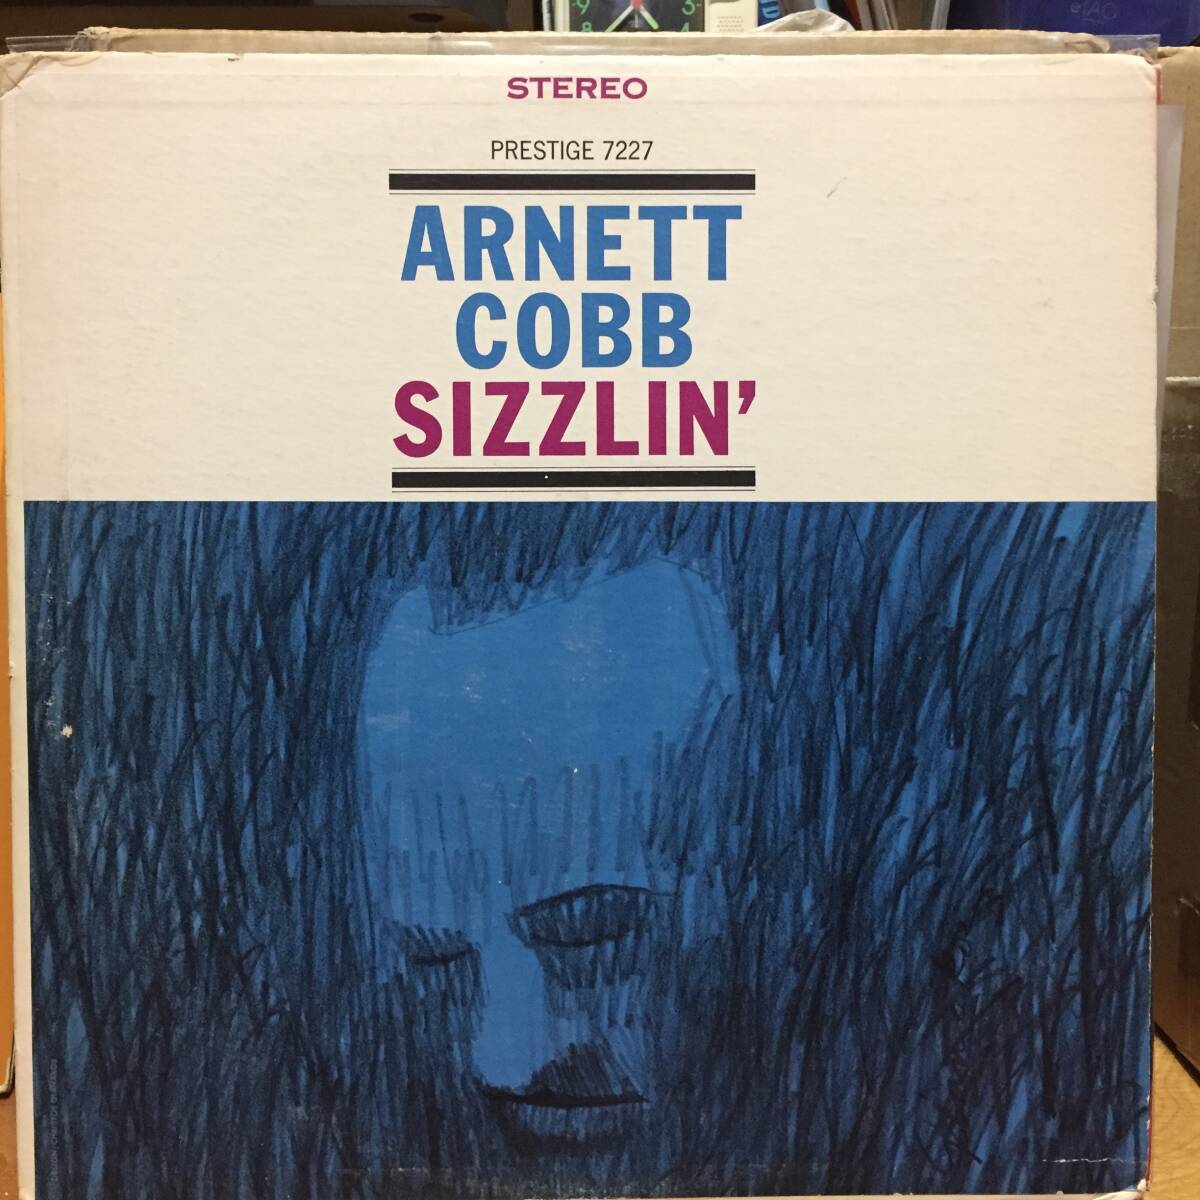 STEREO
PRESTIGE 7227
ARNETT
COBB
SIZZLIN'